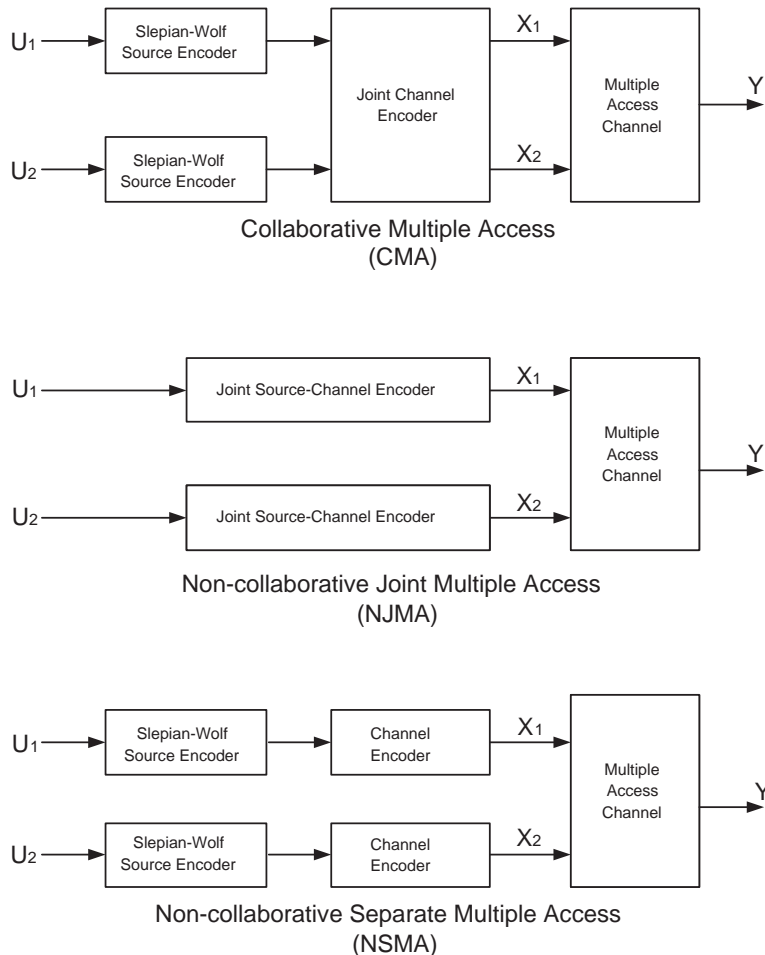 U1
Slepian-Wolf
Source Encoder
Joint Channel
Encoder
X1
Multiple
Access
Channel
Y
U2
Slepian-Wolf
Source Encoder
X2
Collaborative Multiple Access
(CMA)
U1
Joint Source-Channel Encoder
X1
Multiple
Access
Channel
Y
U2
Joint Source-Channel Encoder
X2
Non-collaborative Joint Multiple Access
(NJMA)
U1
Slepian-Wolf
Source Encoder
Channel
Encoder
X1
Multiple
Access
Channel
Y
U2
Slepian-Wolf
Source Encoder
Channel
Encoder
X2
Non-collaborative Separate Multiple Access
(NSMA)